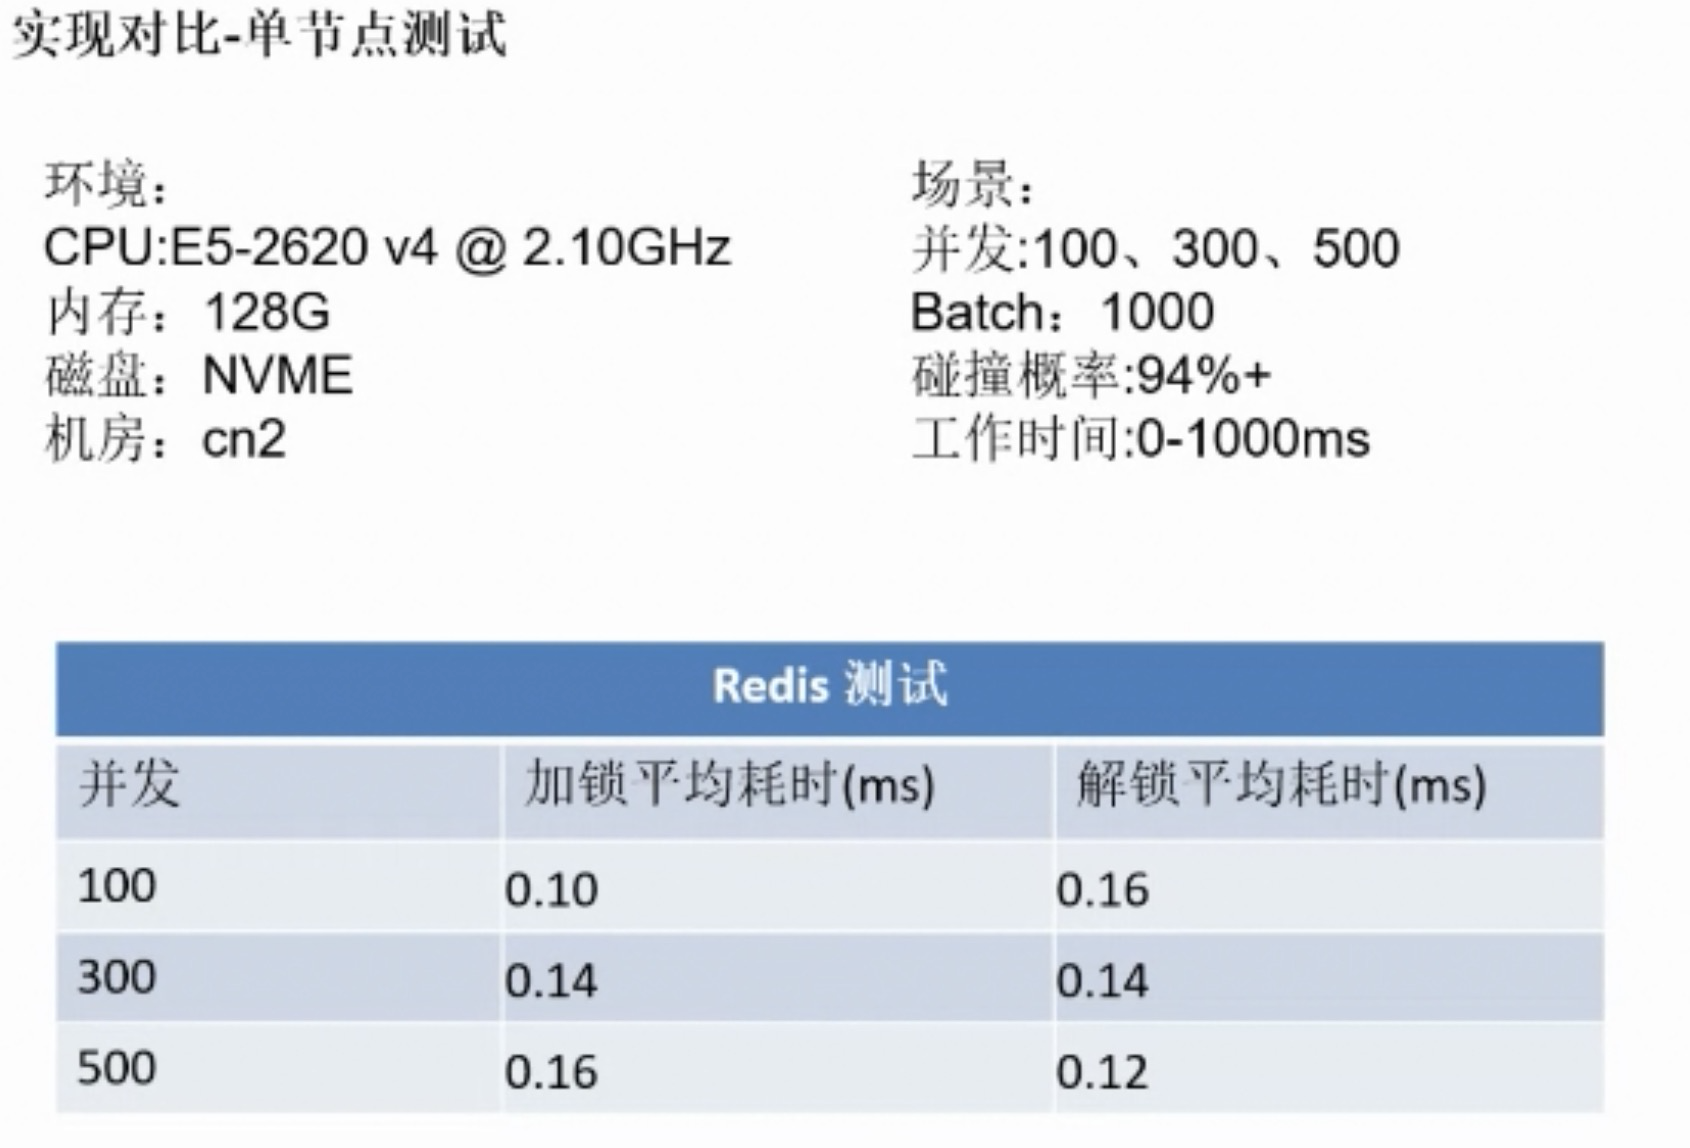 实现对比-单节点测试
环境：
CPU:E5-2620 v4 @ 2.10GHz
内存：128G
磁盘：NVME
机房：cn2
场景：
并发:100、300、500
Batch：1000
碰撞概率:94%+
工作时间:0-1000ms
Redis 测试
并发 加锁平均耗时(ms) 解锁平均耗时(ms)
100 0.10 0.16
300 0.14 0.14
500 0.16 0.12